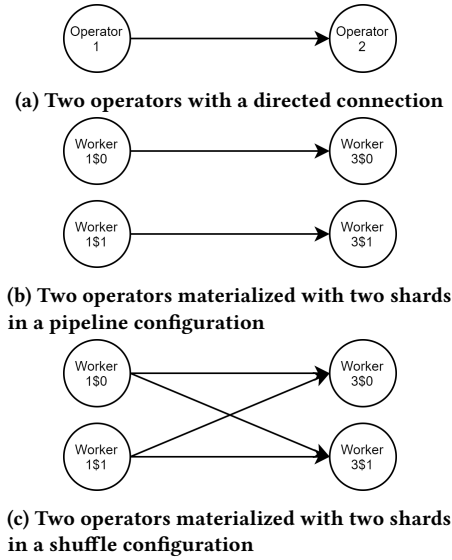 Operator
1
Operator
2
(a) Two operators with a directed connection
Worker
1$0
Worker
3$0
Worker
1$1
Worker
3$1
(b) Two operators materialized with two shards
in a pipeline configuration
Worker
1$0
Worker
3$0
Worker
1$1
Worker
3$1
(c) Two operators materialized with two shards
in a shuffle configuration